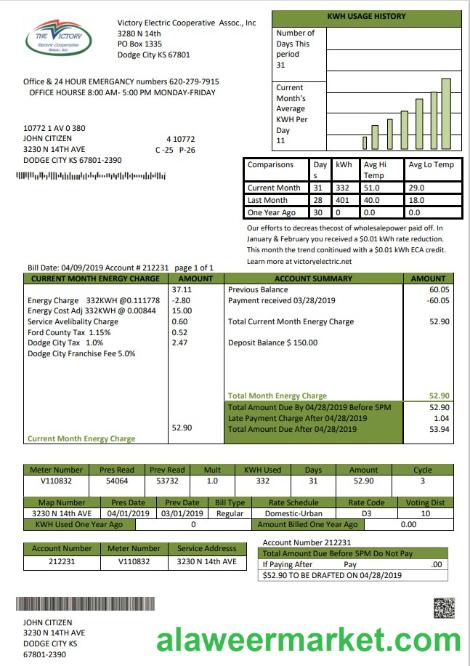 THE VICTORY
Electric Cooperative
Assoc., Inc
Victory Electric Cooperative Assoc., Inc
3280 N 14th
PO Box 1335
Dodge City KS 67801
Office & 24 HOUR EMERGANCY numbers 620-279-7915
OFFICE HOURSE 8:00 AM- 5:00 PM MONDAY-FRIDAY
KWH USAGE HISTORY
Number of
Days This
period
31
Current
Month's
Average
KWH Per
Day
11
10772 1 AV 0 380
JOHN CITIZEN 4 10772
3230 N 14TH AVE C -25 P-26
DODGE CITY KS 67801-2390
Comparisons Day s kWh Avg Hi Temp Avg Lo Temp
Current Month 31 332 51.0 29.0
Last Month 28 401 40.0 18.0
One Year Ago 30 0 0.0 0.0
Our efforts to decrease thecost of wholesalepower paid off. In
January & February you received a $0.01 kWh rate reduction.
This month the trend conitinued with a $0.01 kWh ECA credit.
Learn more at victoryelectric.net
Bill Date: 04/09/2019 Account # 212231 page 1 of 1
CURRENT MONTH ENERGY CHARGE AMOUNT ACCOUNT SUMMARY AMOUNT
37.11 Previous Balance 60.05
Energy Charge 332KWH @0.111778 -2.80 Payment received 03/28/2019 -60.05
Energy Cost Adj 332KWH @ 0.00844 15.00
Service Avelibality Charge 0.60 Total Current Month Energy Charge 52.90
Ford County Tax 1.15% 0.52
Dodge City Tax 1.0% 2.47 Deposit Balance $ 150.00
Dodge City Franchise Fee 5.0%
Total Month Energy Charge 52.90
Total Amount Due By 04/28/2019 Before 5PM 52.90
Late Payment Charge After 04/28/2019 1.04
52.90 Total Amount Due After 04/28/2019 53.94
Current Month Energy Charge
Meter Number Pres Read Prev Read Mult KWH Used Days Amount Cycle
V110832 54064 53732 1.0 332 31 52.90 3
Map Number Pres Date Prev Date Bill Type Rate Schedule Rate Code Voting Dist
3230 N 14TH AVE 04/01/2019 03/01/2019 Regular Domestic-Urban D3 10
KWH Used One Year Ago 0 Amount Billed One Year Ago 0.00
Account Number Meter Number Service Addresss
212231 V110832 3230 N 14TH AVE
Account Number 212231
Total Amount Due Before 5PM Do Not Pay
If Paying After Pay .00
$52.90 TO BE DRAFTED ON 04/28/2019
JOHN CITIZEN
3230 N 14TH AVE
DODGE CITY KS
67801-2390
alaweermarket.com